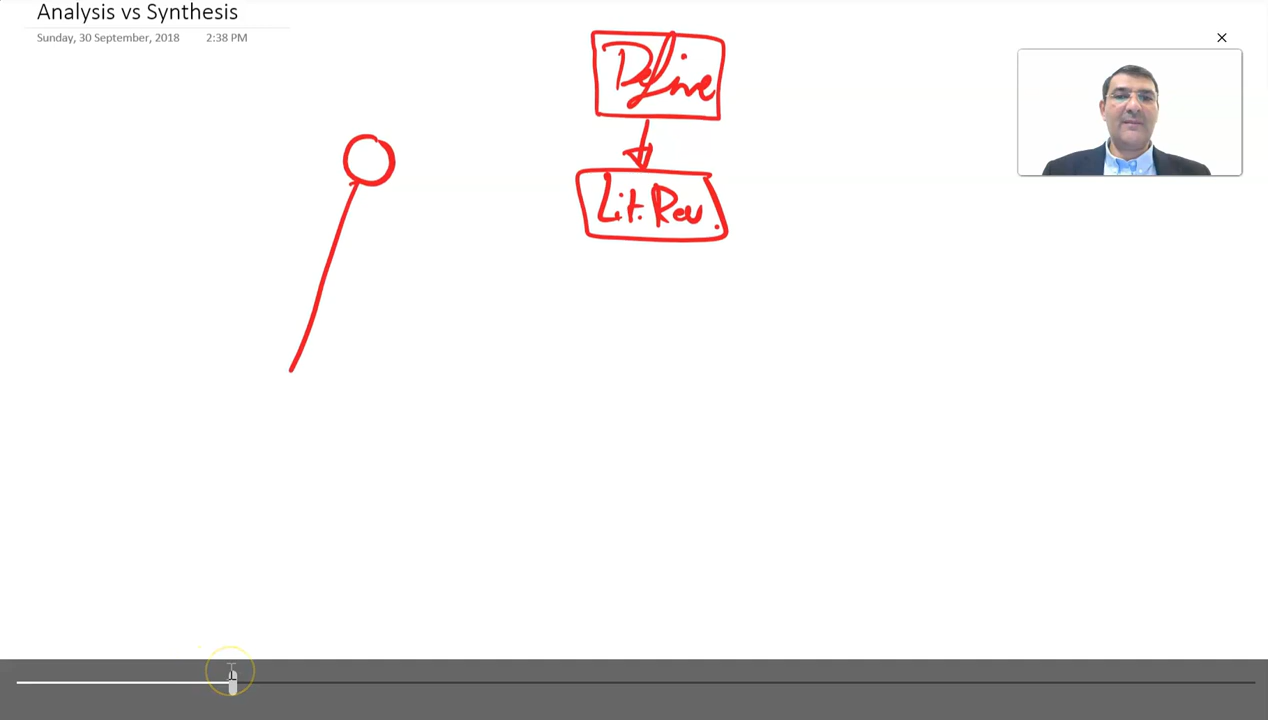 Analysis vs Synthesis
Sunday, 30 September, 2018 2:38 PM
Define
Lit. Rev.